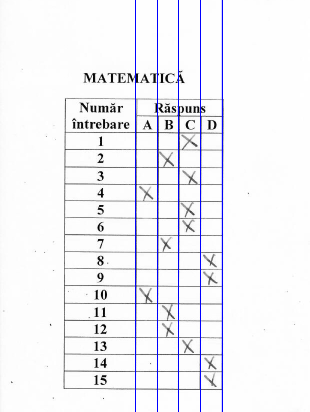 MATEMATICĂ
Număr Răspuns
întrebare A B C D
1 X
2 X
3 X
4 X
5 X
6 X
7 X
8 X
9 X
10 X
11 X
12 X
13 X
14 X
15 X